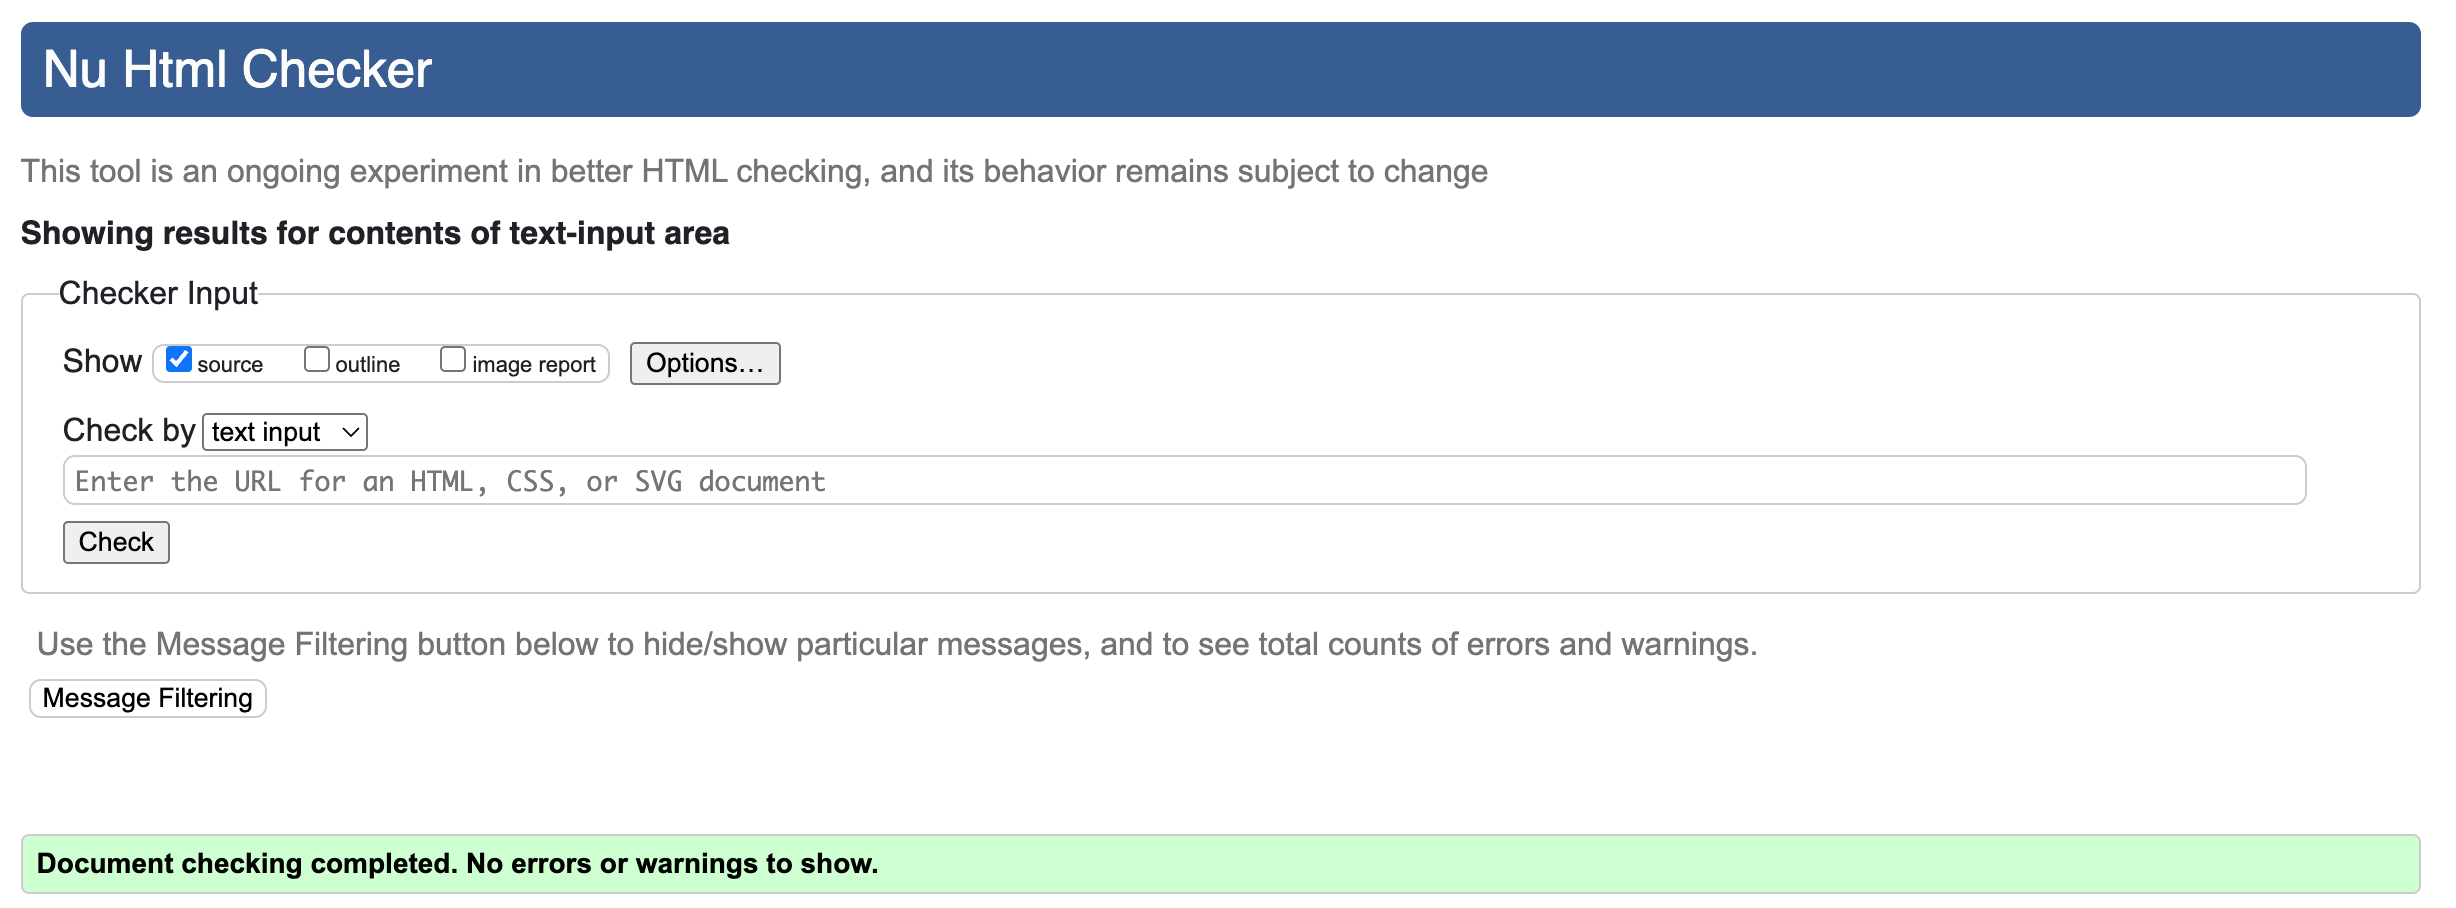 Nu Html Checker
This tool is an ongoing experiment in better HTML checking, and its behavior remains subject to change
Showing results for contents of text-input area
Checker Input
Show source outline image report Options…
Check by text input
Enter the URL for an HTML, CSS, or SVG document
Check
Use the Message Filtering button below to hide/show particular messages, and to see total counts of errors and warnings.
Message Filtering
Document checking completed. No errors or warnings to show.